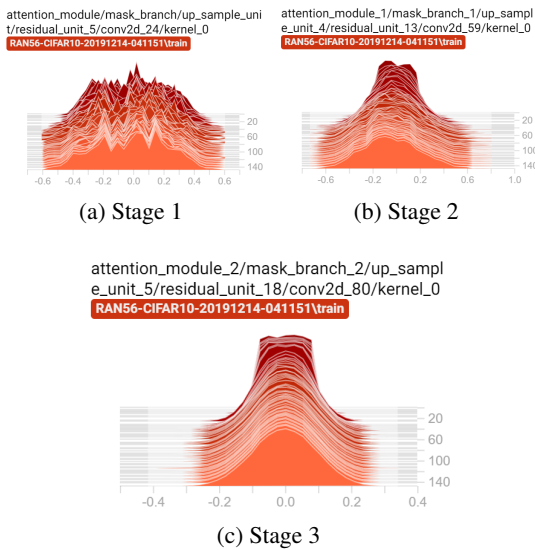 attention_module/mask_branch/up_sample_uni
t/residual_unit_5/conv2d_24/kernel_0
RAN56-CIFAR10-20191214-041151\train
20
60
100
140
-0.6 -0.4 -0.2 0.0 0.2 0.4 0.6
(a) Stage 1
attention_module_1/mask_branch_1/up_sampl
e_unit_4/residual_unit_13/conv2d_59/kernel_0
RAN56-CIFAR10-20191214-041151\train
20
60
100
140
-0.6 -0.2 0.2 0.6 1.0
(b) Stage 2
attention_module_2/mask_branch_2/up_sampl
e_unit_5/residual_unit_18/conv2d_80/kernel_0
RAN56-CIFAR10-20191214-041151\train
20
60
100
140
-0.4 -0.2 0.0 0.2 0.4
(c) Stage 3